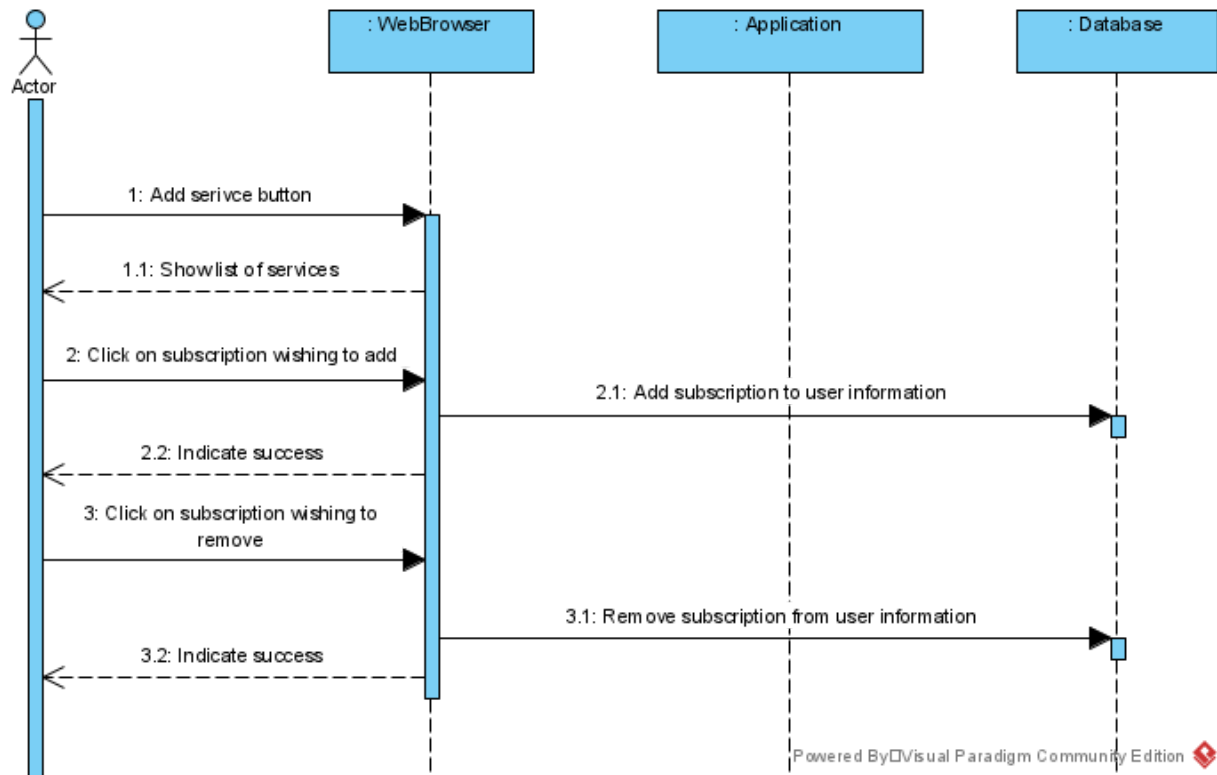 : WebBrowser
: Application
: Database
Actor
1: Add serivce button
1.1: Show list of services
2: Click on subscription wishing to add
2.1: Add subscription to user information
2.2: Indicate success
3: Click on subscription wishing to
remove
3.1: Remove subscription from user information
3.2: Indicate success
Powered By□Visual Paradigm Community Edition